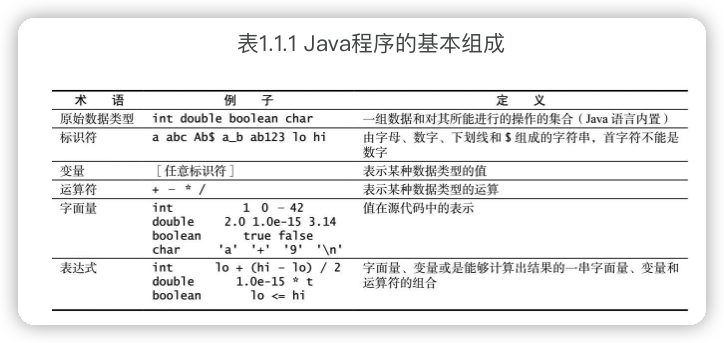 表1.1.1 Java程序的基本组成
术 语 例 子 定 义
原始数据类型 int double boolean char 一组数据和对其所能进行的操作的集合（Java 语言内置）
标识符 a abc Ab$ a_b ab123 lo hi 由字母、数字、下划线和 $ 组成的字符串，首字符不能是
数字
变量 ［任意标识符］ 表示某种数据类型的值
运算符 + - * / 表示某种数据类型的运算
字面量 int 1 0 -42 值在源代码中的表示
double 2.0 1.0e-15 3.14
boolean true false
char 'a' '+' '9' '\n'
表达式 int lo + (hi - lo) / 2 字面量、变量或是能够计算出结果的一串字面量、变量和
double 1.0e-15 * t 运算符的组合
boolean lo <= hi